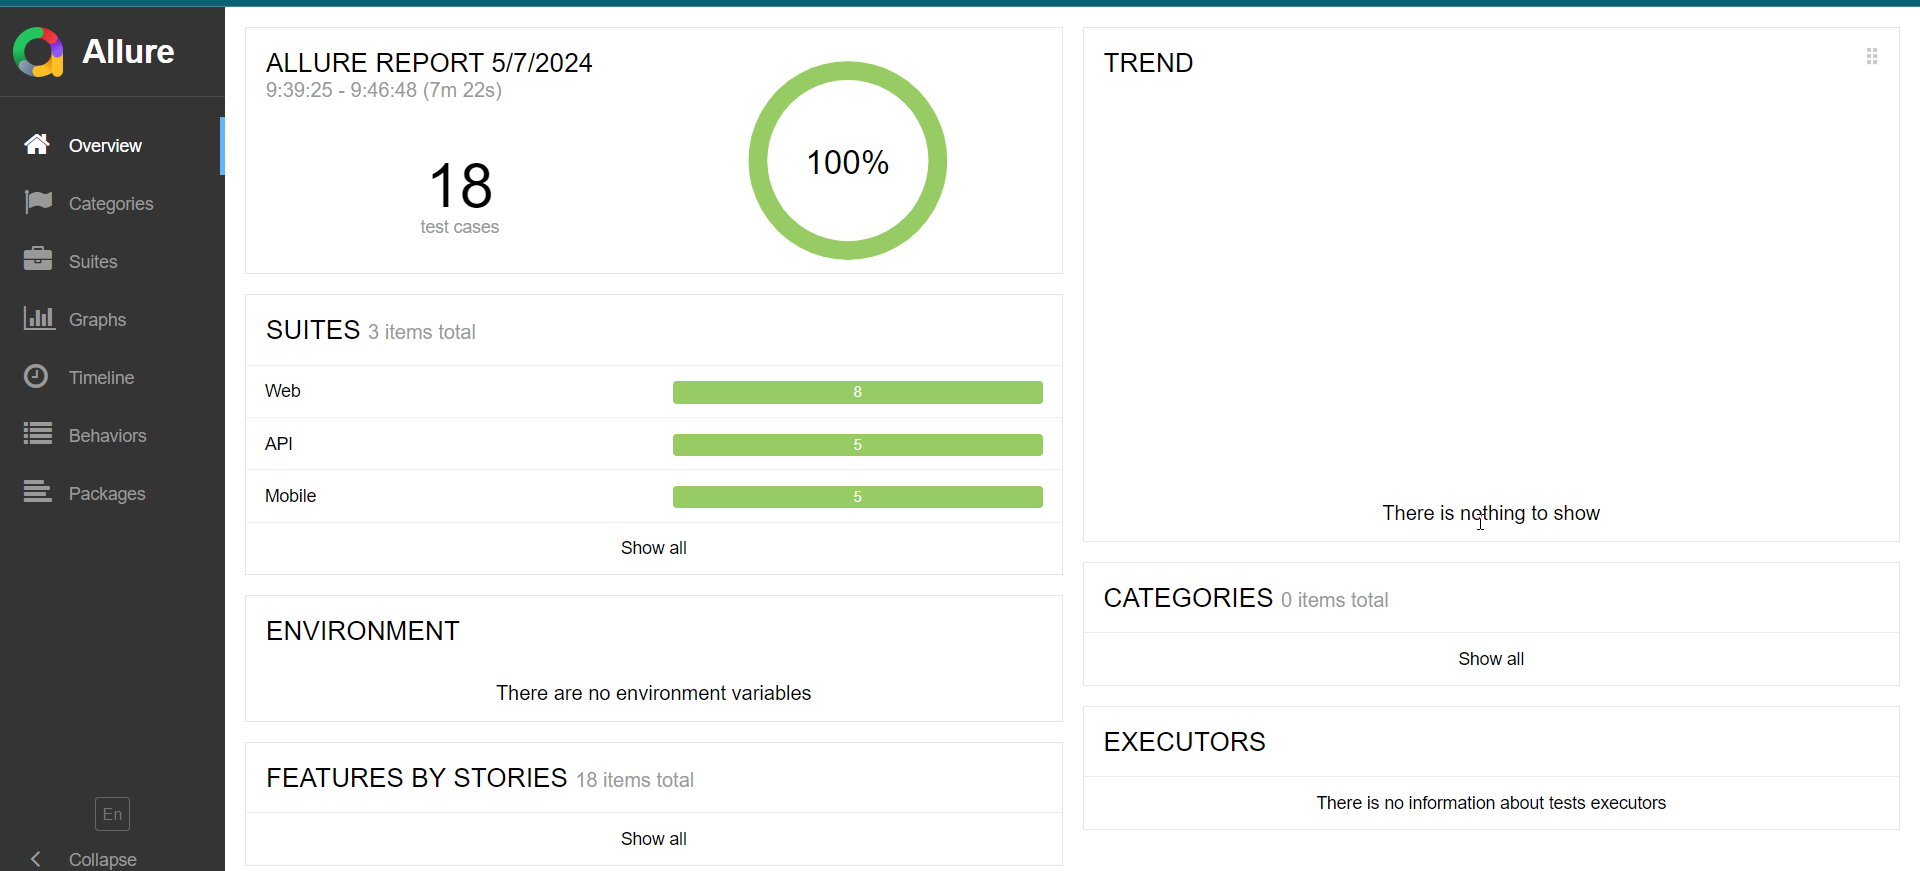 Allure
Overview
Categories
Suites
Graphs
Timeline
Behaviors
Packages
En
Collapse
ALLURE REPORT 5/7/2024
9:39:25 - 9:46:48 (7m 22s)
18
test cases
100%
SUITES 3 items total
Web 8
API 5
Mobile 5
Show all
ENVIRONMENT
There are no environment variables
FEATURES BY STORIES 18 items total
Show all
TREND
There is nothing to show
CATEGORIES 0 items total
Show all
EXECUTORS
There is no information about tests executors